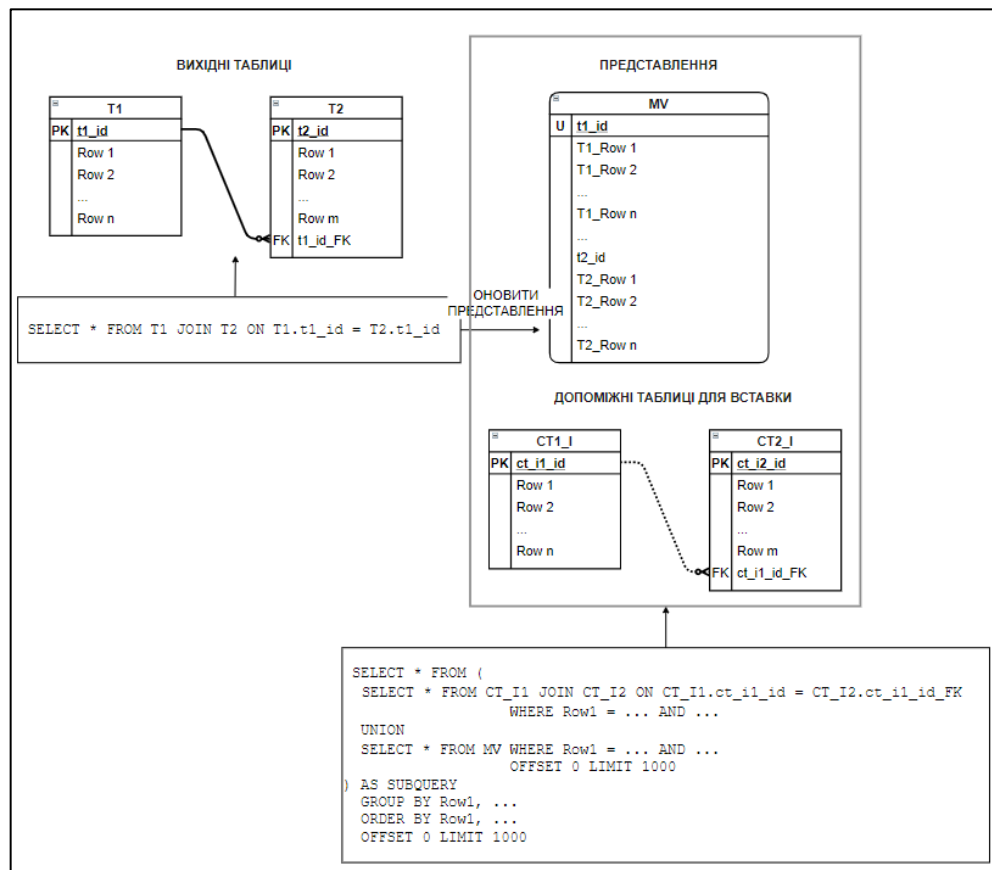 ВИХІДНІ ТАБЛИЦІ
T1
PK t1_id
Row 1
Row 2
...
Row n
T2
PK t2_id
Row 1
Row 2
...
Row m
FK t1_id_FK
SELECT * FROM T1 JOIN T2 ON T1.t1_id = T2.t1_id
ОНОВИТИ
ПРЕДСТАВЛЕННЯ
ПРЕДСТАВЛЕННЯ
MV
U t1_id
T1_Row 1
T1_Row 2
...
T1_Row n
...
t2_id
T2_Row 1
T2_Row 2
...
T2_Row n
ДОПОМІЖНІ ТАБЛИЦІ ДЛЯ ВСТАВКИ
CT1_I
PK ct_i1_id
Row 1
Row 2
...
Row n
CT2_I
PK ct_i2_id
Row 1
Row 2
...
Row m
FK ct_i1_id_FK
SELECT * FROM (
SELECT * FROM CT_I1 JOIN CT_I2 ON CT_I1.ct_i1_id = CT_I2.ct_i1_id_FK
WHERE Row1 = ... AND ...
UNION
SELECT * FROM MV WHERE Row1 = ... AND ...
OFFSET 0 LIMIT 1000
) AS SUBQUERY
GROUP BY Row1, ...
ORDER BY Row1, ...
OFFSET 0 LIMIT 1000